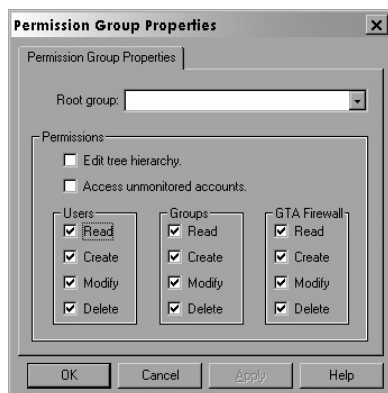 Permission Group Properties
Permission Group Properties
Root group:
Permissions
Edit tree hierarchy.
Access unmonitored accounts.
Users Groups GTA Firewall
Read Read Read
Create Create Create
Modify Modify Modify
Delete Delete Delete
OK Cancel Apply Help